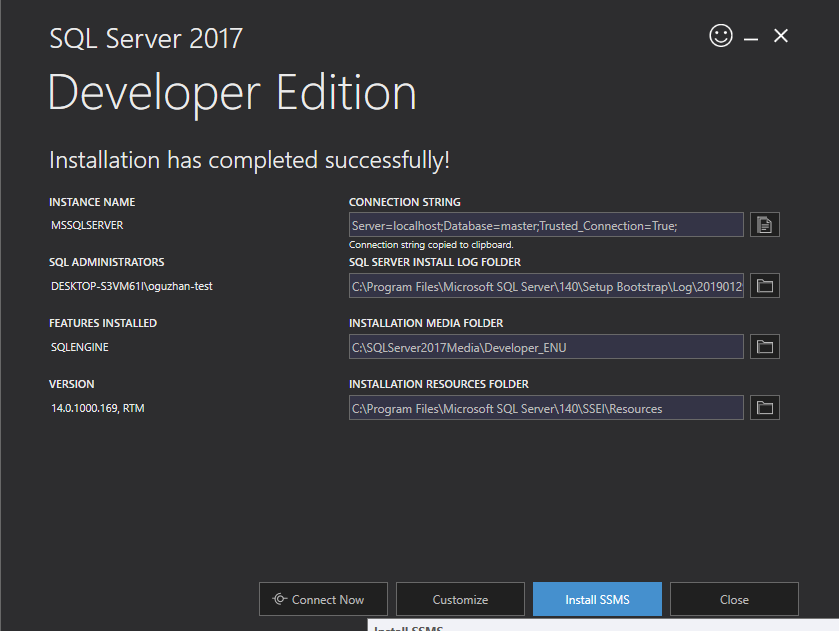 SQL Server 2017
Developer Edition
Installation has completed successfully!
INSTANCE NAME
MSSQLSERVER
CONNECTION STRING
Server=localhost;Database=master;Trusted_Connection=True;
Connection string copied to clipboard.
SQL ADMINISTRATORS
DESKTOP-S3VM61I\oguzhan-test
SQL SERVER INSTALL LOG FOLDER
C:\Program Files\Microsoft SQL Server\140\Setup Bootstrap\Log\2019012
FEATURES INSTALLED
SQLENGINE
INSTALLATION MEDIA FOLDER
C:\SQLServer2017Media\Developer_ENU
VERSION
14.0.1000.169, RTM
INSTALLATION RESOURCES FOLDER
C:\Program Files\Microsoft SQL Server\140\SSEI\Resources
Connect Now
Customize
Install SSMS
Close
Install SSMS